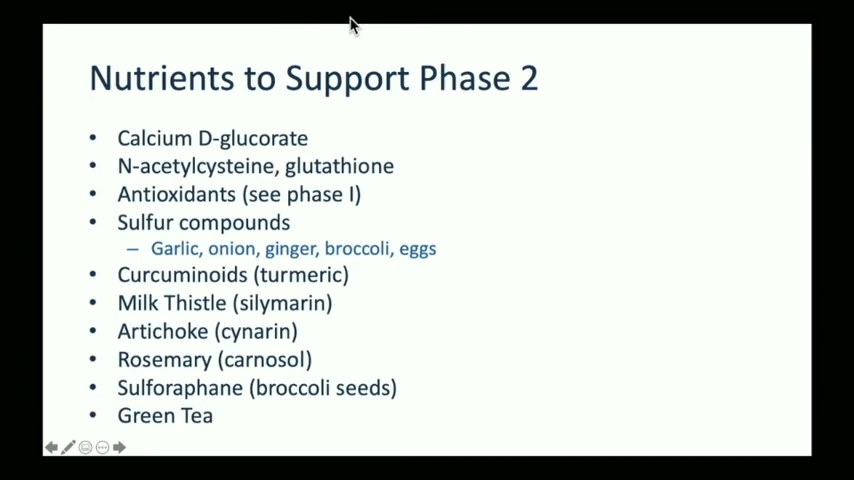 Nutrients to Support Phase 2
• Calcium D-glucorate
• N-acetylcysteine, glutathione
• Antioxidants (see phase I)
• Sulfur compounds
– Garlic, onion, ginger, broccoli, eggs
• Curcuminoids (turmeric)
• Milk Thistle (silymarin)
• Artichoke (cynarin)
• Rosemary (carnosol)
• Sulforaphane (broccoli seeds)
• Green Tea